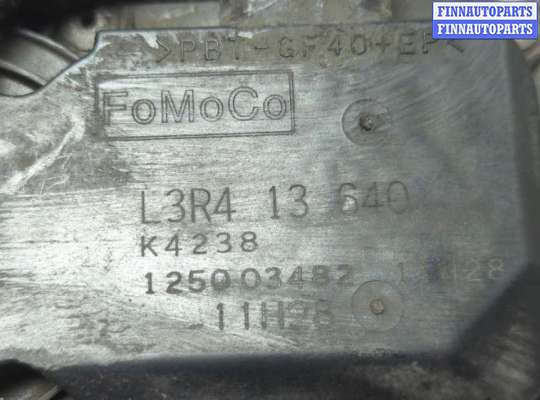 FINNAUTOPARTS
FINNAUTOPARTS
>PBT-GF40+EP<
FoMoCo
L3R4 13 640
K4238
125003482
11H28